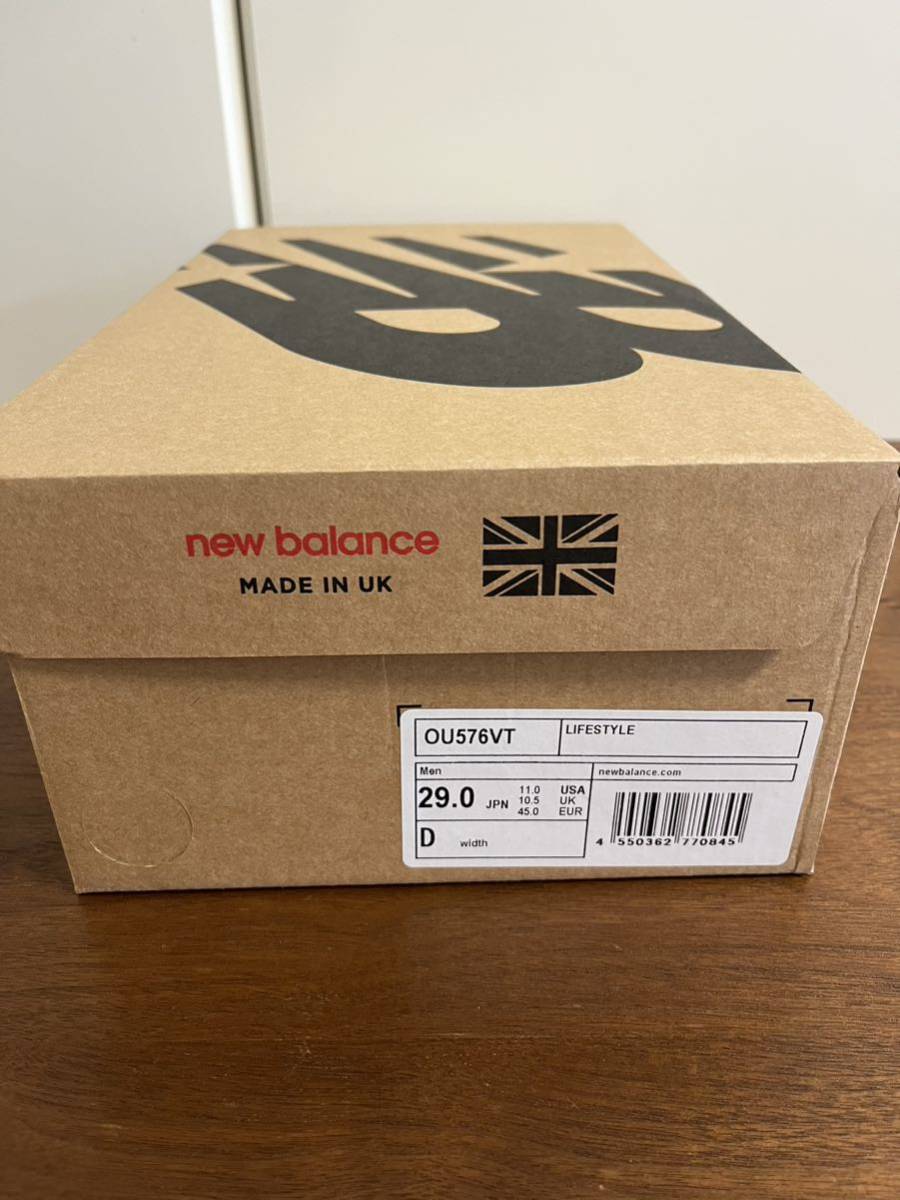 new balance
MADE IN UK
OU576VT
LIFESTYLE
Men
newbalance.com
29.0 JPN
11.0 USA
10.5 UK
45.0 EUR
D width
4 550362 770845